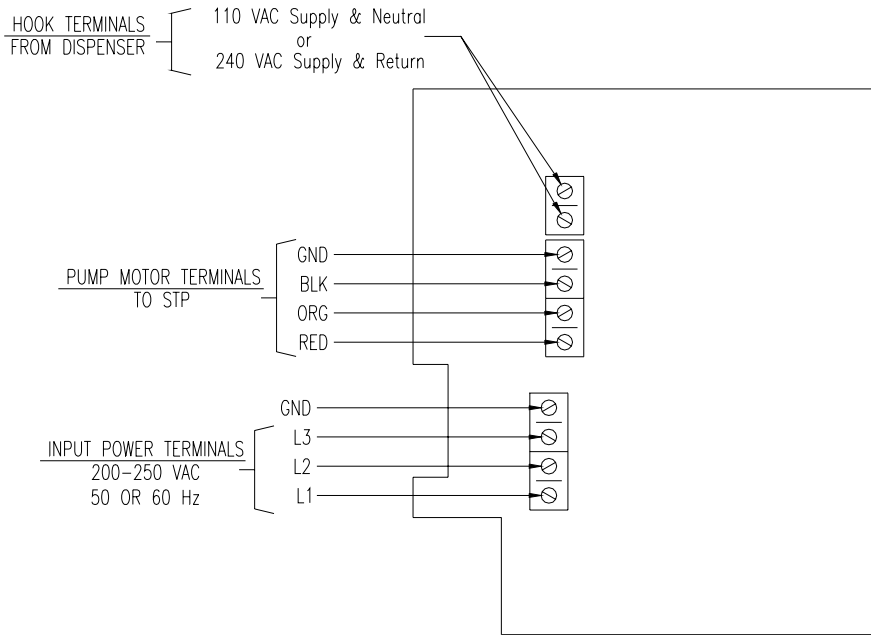 HOOK TERMINALS
FROM DISPENSER
110 VAC Supply & Neutral
or
240 VAC Supply & Return
PUMP MOTOR TERMINALS
TO STP
GND
BLK
ORG
RED
INPUT POWER TERMINALS
200-250 VAC
50 OR 60 Hz
GND
L3
L2
L1